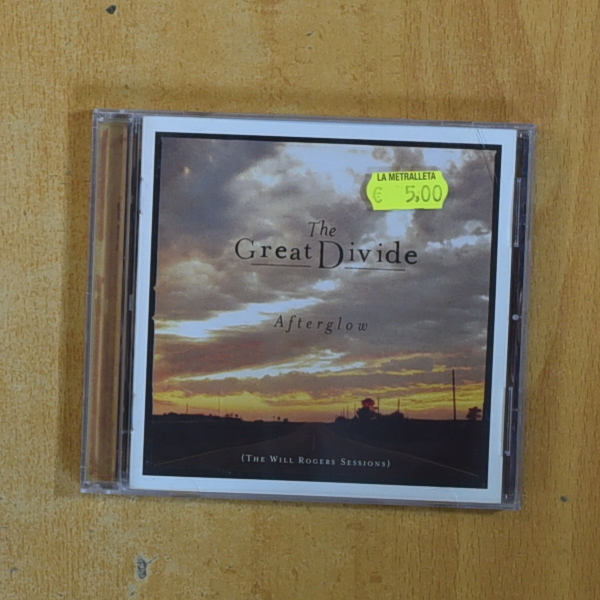 LA METRALLETA
€ 5,00
The
Great Divide
Afterglow
(The Will Rogers Sessions)